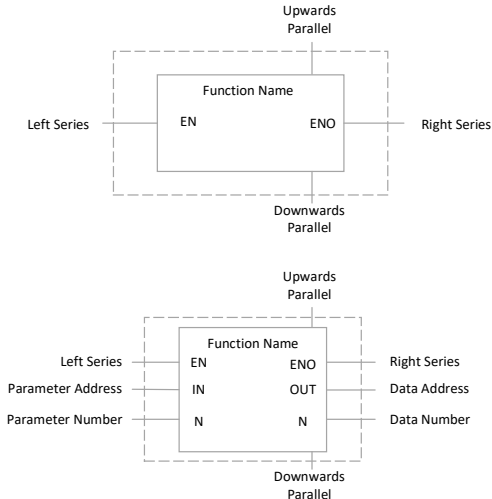 Upwards
Parallel
Function Name
Left Series
EN
ENO
Right Series
Downwards
Parallel
Upwards
Parallel
Function Name
Left Series
EN
ENO
Right Series
Parameter Address
IN
OUT
Data Address
Parameter Number
N
N
Data Number
Downwards
Parallel